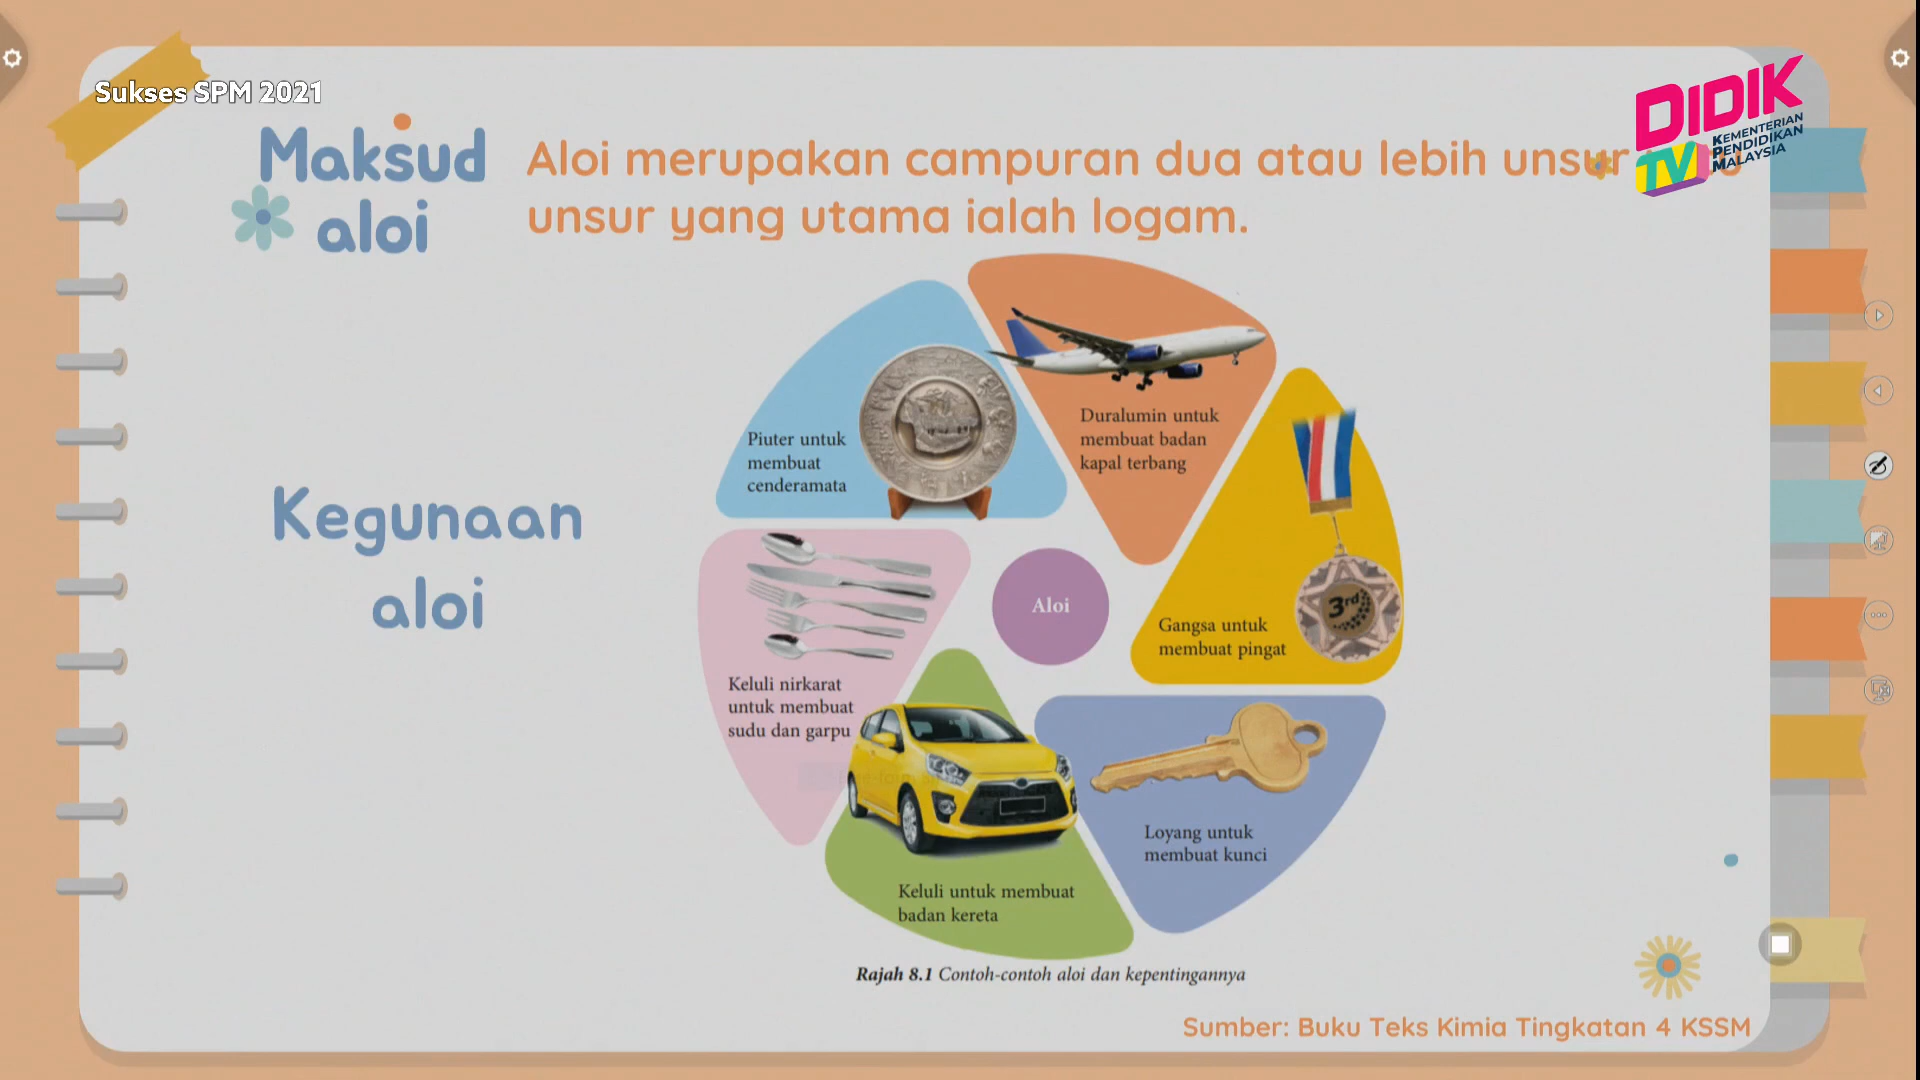 Sukses SPM 2021
DIDIK
TV
KEMENTERIAN
PENDIDIKAN
MALAYSIA
Maksud
aloi
Aloi merupakan campuran dua atau lebih unsur
unsur yang utama ialah logam.
Kegunaan
aloi
Piuter untuk
membuat
cenderamata
Duralumin untuk
membuat badan
kapal terbang
Gangsa untuk
membuat pingat
3rd
Aloi
Keluli nirkarat
untuk membuat
sudu dan garpu
Loyang untuk
membuat kunci
Keluli untuk membuat
badan kereta
Rajah 8.1 Contoh-contoh aloi dan kepentingannya
Sumber: Buku Teks Kimia Tingkatan 4 KSSM